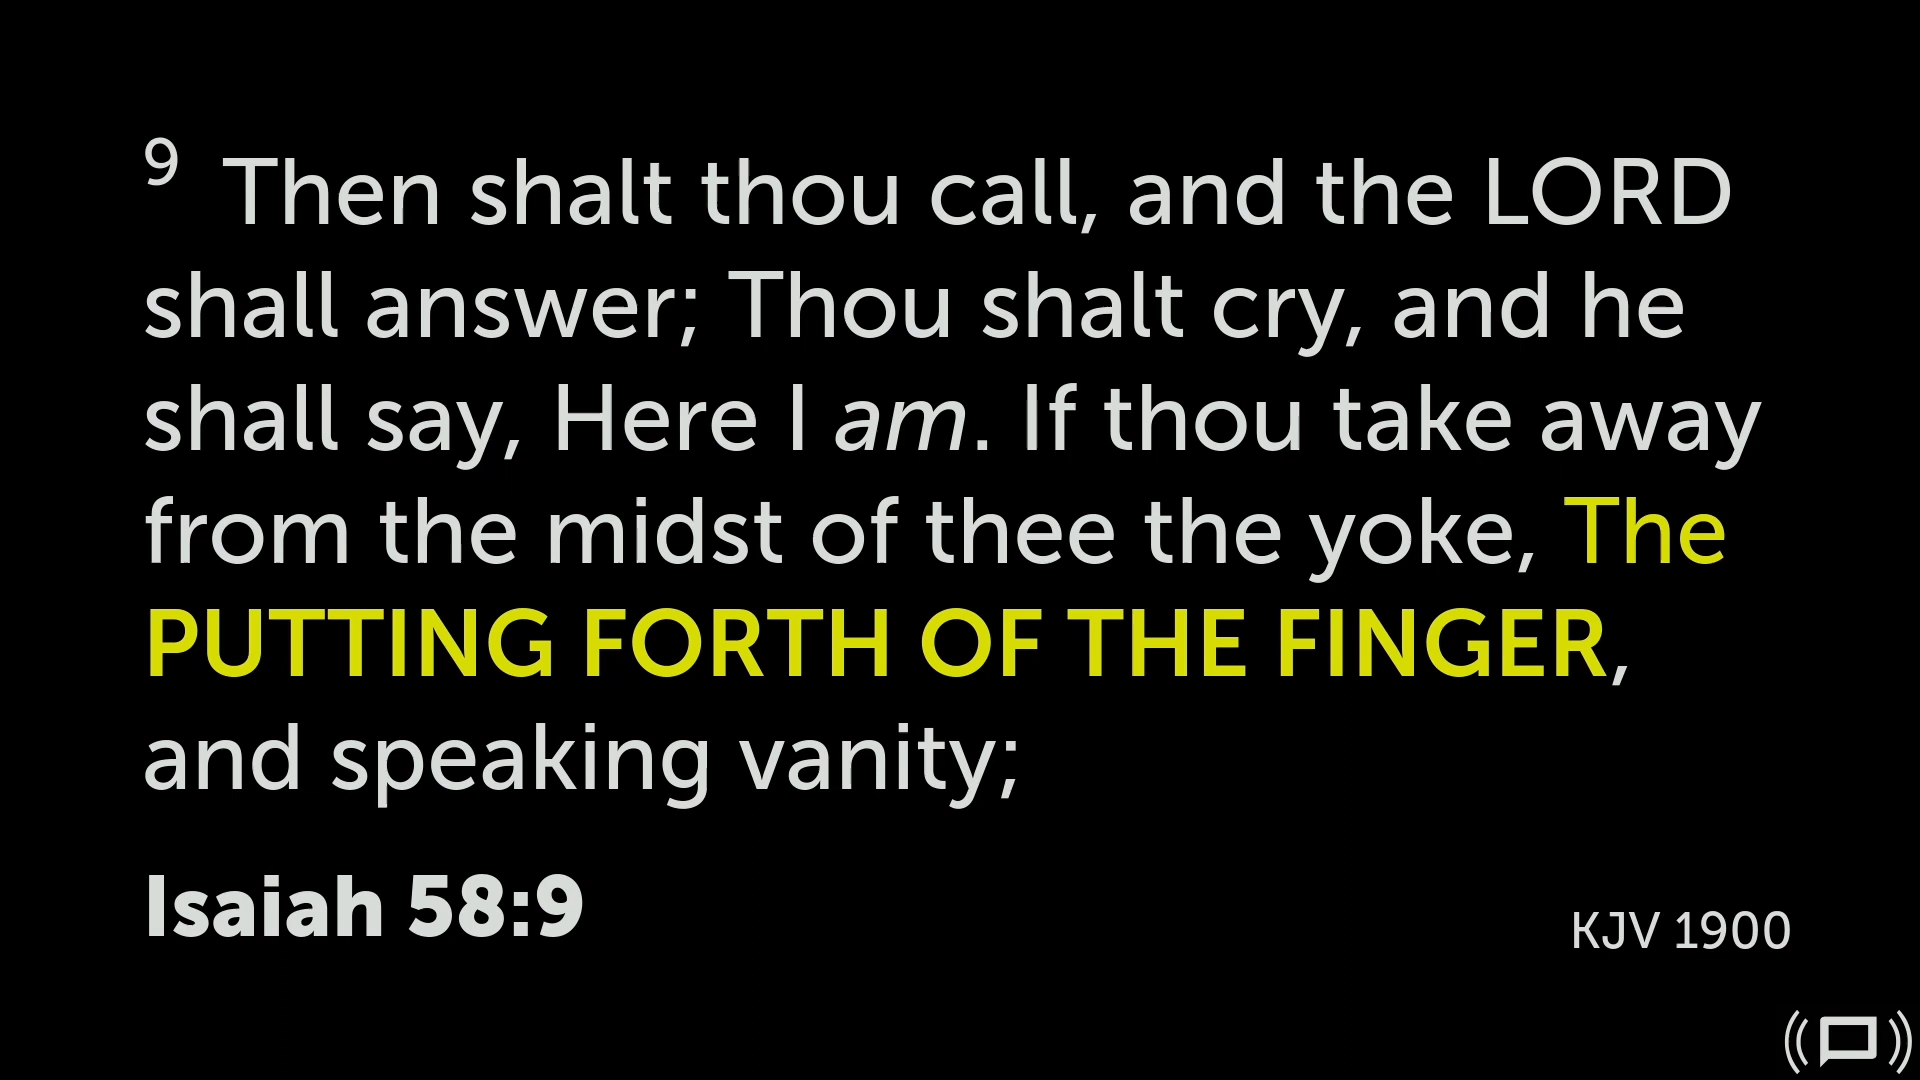 9 Then shalt thou call, and the LORD
shall answer; Thou shalt cry, and he
shall say, Here I am. If thou take away
from the midst of thee the yoke, The
PUTTING FORTH OF THE FINGER,
and speaking vanity;
Isaiah 58:9
KJV 1900